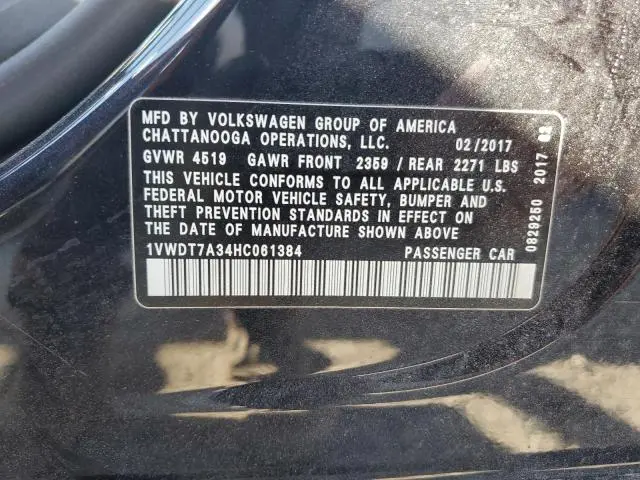 MFD BY VOLKSWAGEN GROUP OF AMERICA
CHATTANOOGA OPERATIONS, LLC. 02/2017
GVWR 4519 GAWR FRONT 2359 / REAR 2271 LBS
THIS VEHICLE CONFORMS TO ALL APPLICABLE U.S.
FEDERAL MOTOR VEHICLE SAFETY, BUMPER AND
THEFT PREVENTION STANDARDS IN EFFECT ON
THE DATE OF MANUFACTURE SHOWN ABOVE.
1VWDT7A34HC061384 PASSENGER CAR
0829250 2017 02